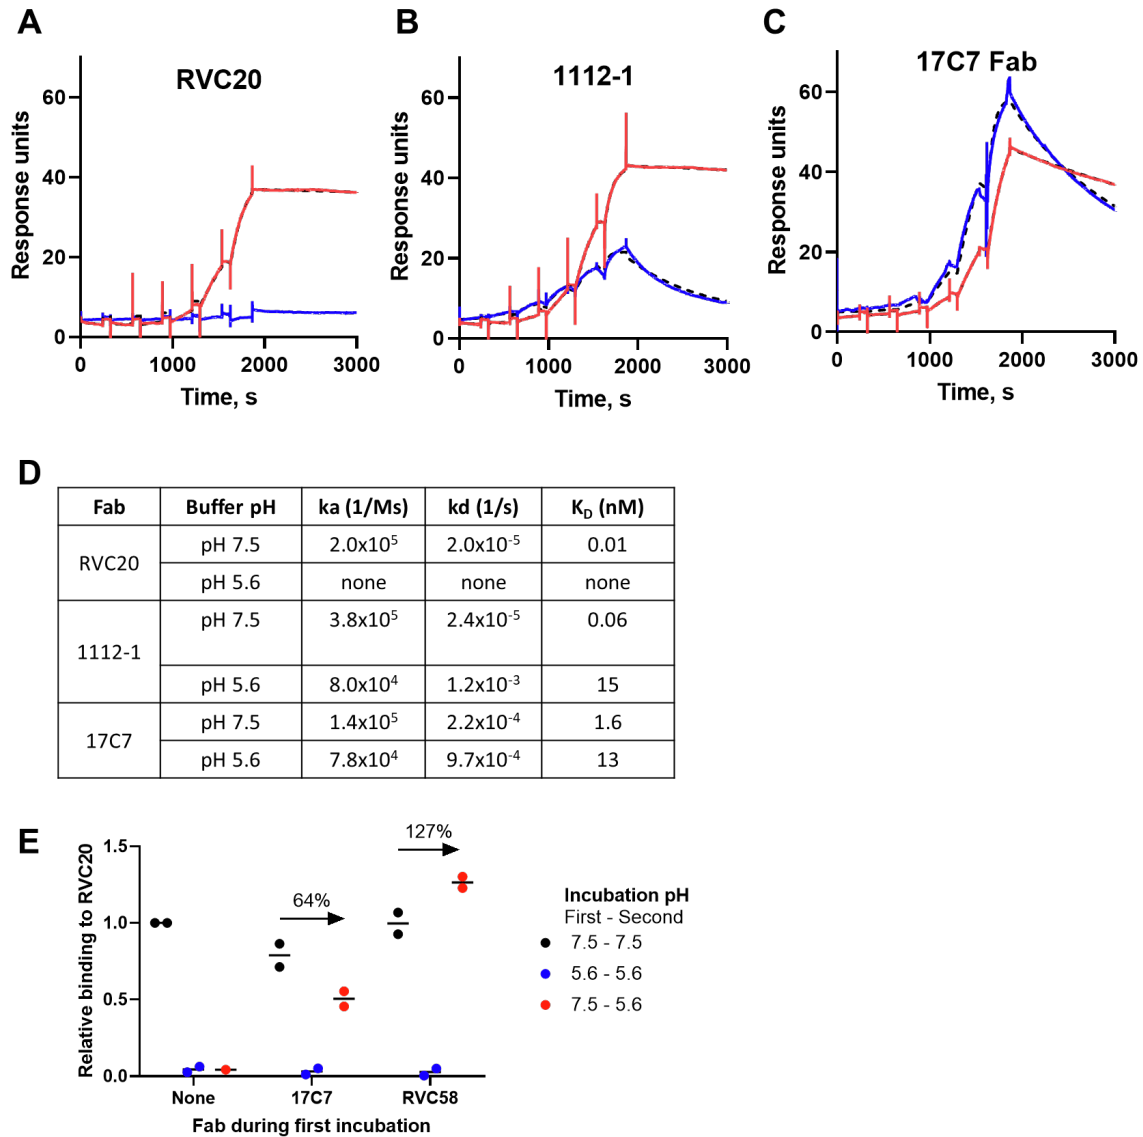 A
RVC20
Response units
60
40
20
0
0
1000
2000
3000
Time, s
B
1112-1
Response units
60
40
20
0
0
1000
2000
3000
Time, s
C
17C7 Fab
Response units
60
40
20
0
0
1000
2000
3000
Time, s
D
Fab Buffer pH ka (1/Ms) kd (1/s) K_D (nM)
RVC20 pH 7.5 2.0x10⁵ 2.0x10⁻⁵ 0.01
pH 5.6 none none none
1112-1 pH 7.5 3.8x10⁵ 2.4x10⁻⁵ 0.06
pH 5.6 8.0x10⁴ 1.2x10⁻³ 15
17C7 pH 7.5 1.4x10⁵ 2.2x10⁻⁴ 1.6
pH 5.6 7.8x10⁴ 9.7x10⁻⁴ 13
E
Relative binding to RVC20
1.5
1.0
0.5
0.0
64%
127%
None
17C7
RVC58
Fab during first incubation
Incubation pH
First - Second
7.5 - 7.5
5.6 - 5.6
7.5 - 5.6